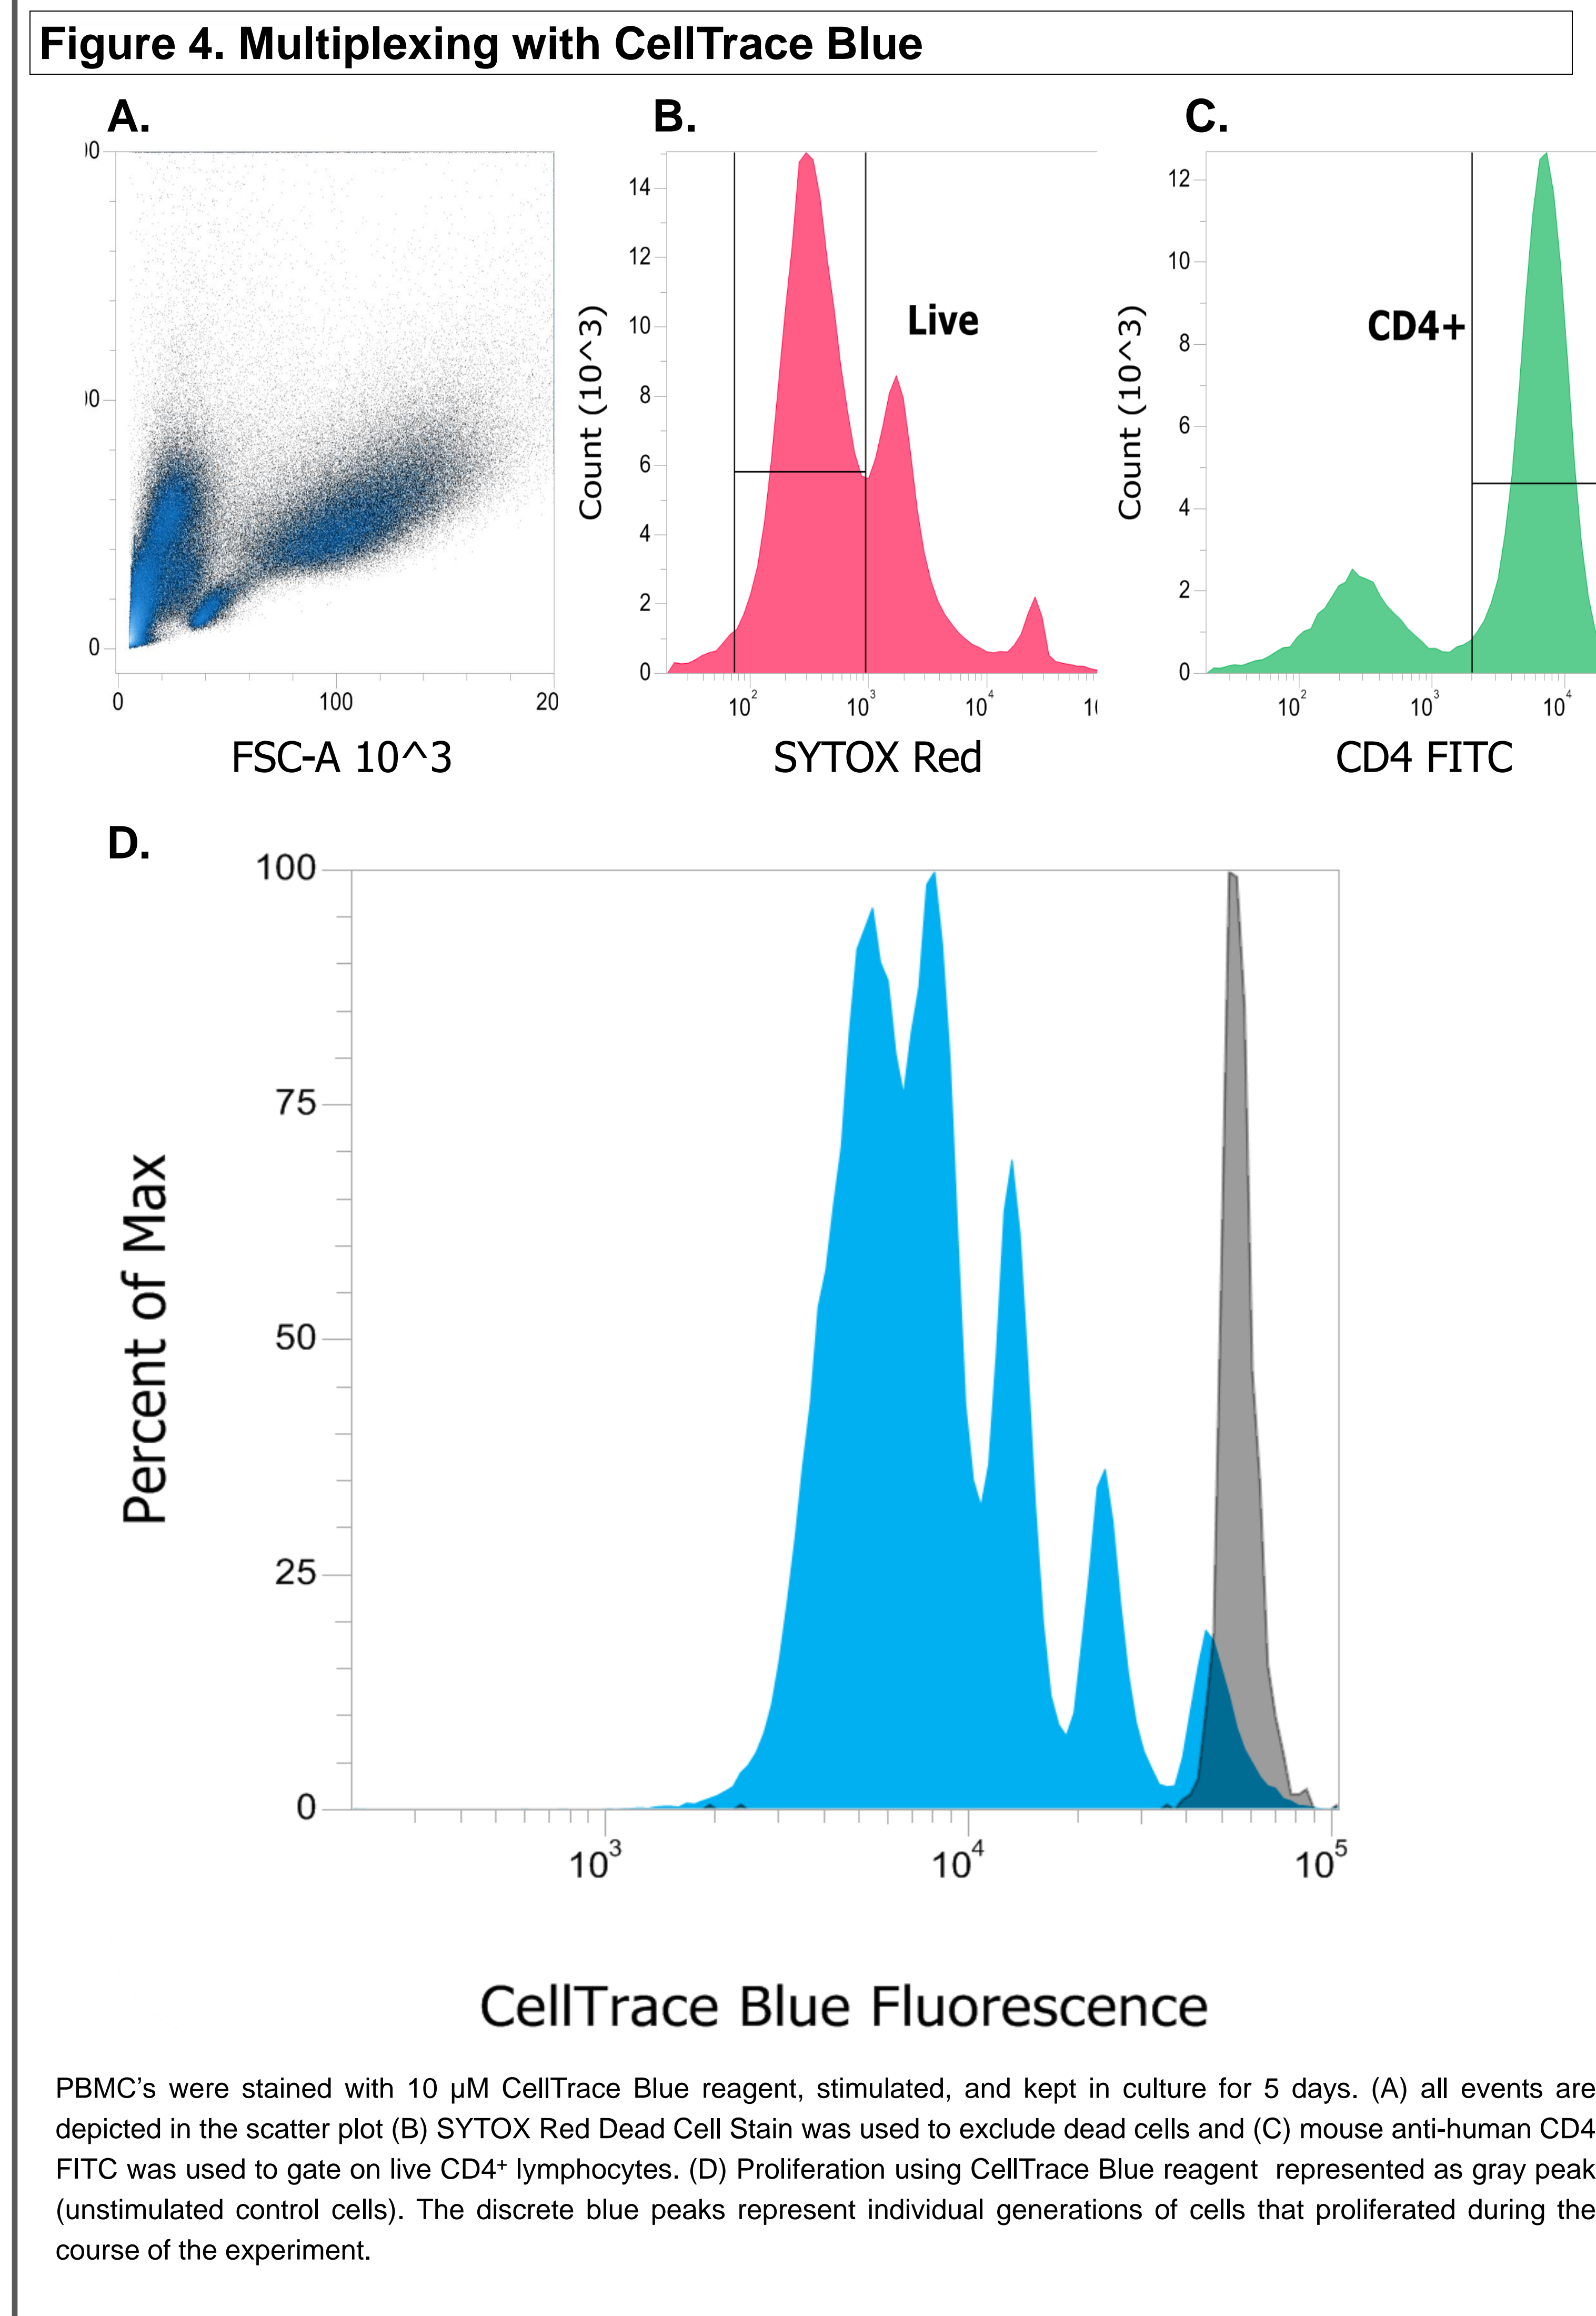 Figure 4. Multiplexing with CellTrace Blue
A.
B.
C.
00
00
0
0
100
20
FSC-A 10^3
14
12
10
8
6
4
2
0
Count (10^3)
Live
10²
10³
10⁴
SYTOX Red
12
10
8
6
4
2
0
Count (10^3)
CD4+
10²
10³
10⁴
CD4 FITC
D.
100
75
50
25
0
Percent of Max
10³
10⁴
10⁵
CellTrace Blue Fluorescence
PBMC’s were stained with 10 µM CellTrace Blue reagent, stimulated, and kept in culture for 5 days. (A) all events are
depicted in the scatter plot (B) SYTOX Red Dead Cell Stain was used to exclude dead cells and (C) mouse anti-human CD4
FITC was used to gate on live CD4⁺ lymphocytes. (D) Proliferation using CellTrace Blue reagent represented as gray peak
(unstimulated control cells). The discrete blue peaks represent individual generations of cells that proliferated during the
course of the experiment.